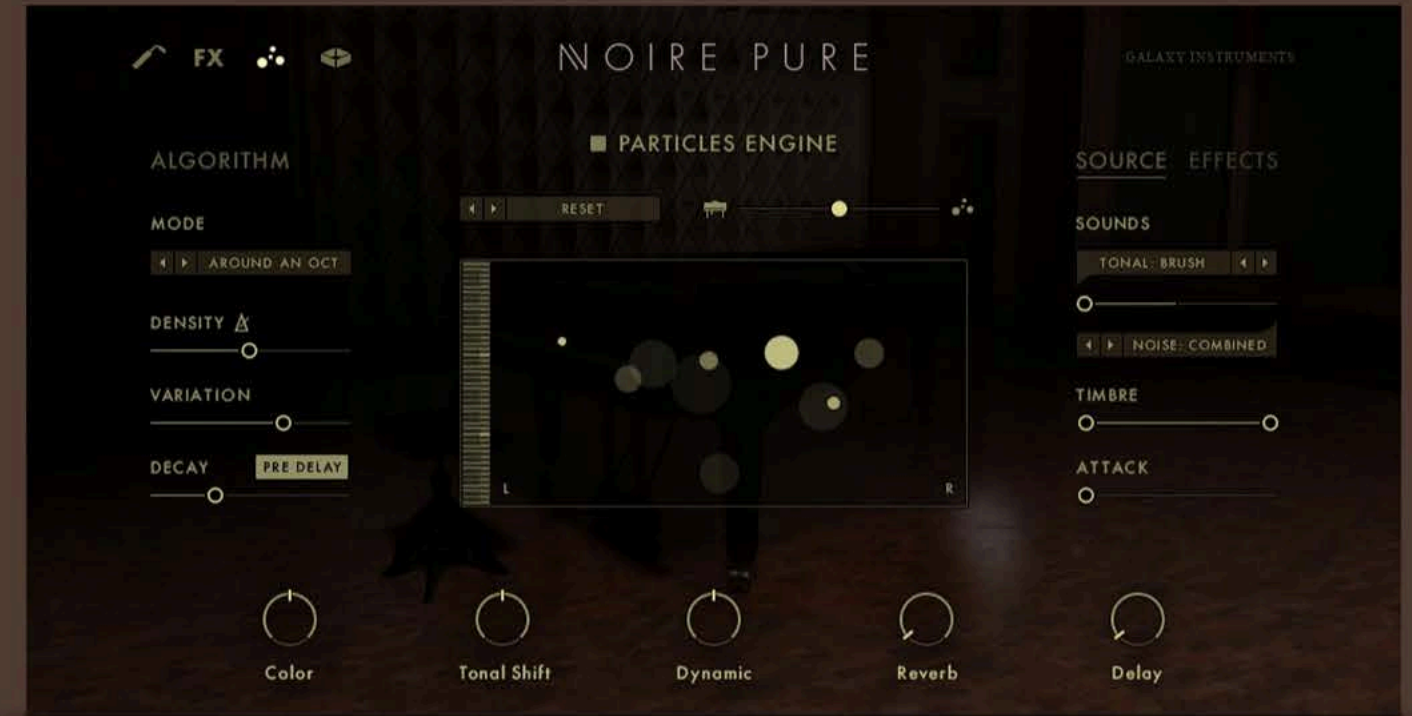 FX
NOIRE PURE
GALAXY INSTRUMENTS
PARTICLES ENGINE
ALGORITHM
SOURCE EFFECTS
RESET
MODE
SOUNDS
AROUND AN OCT
TONAL: BRUSH
DENSITY
NOISE: COMBINED
VARIATION
TIMBRE
DECAY PRE DELAY
ATTACK
L R
Color Tonal Shift Dynamic Reverb Delay